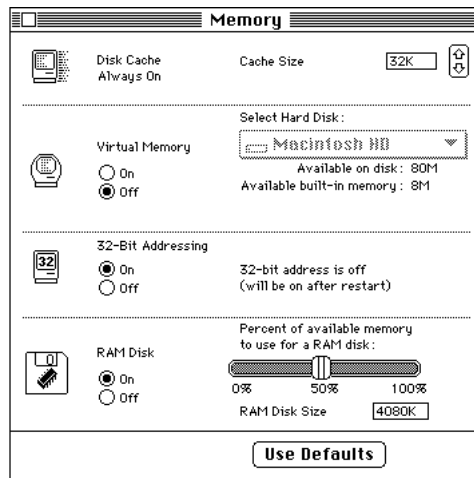 Memory
Disk Cache
Always On
Cache Size
32K
Select Hard Disk :
Macintosh HD
Virtual Memory
On
Off
Available on disk : 80M
Available built-in memory : 8M
32-Bit Addressing
32
On
Off
32-bit address is off
(will be on after restart)
Percent of available memory
to use for a RAM disk :
RAM Disk
On
Off
0% 50% 100%
RAM Disk Size 4080K
Use Defaults